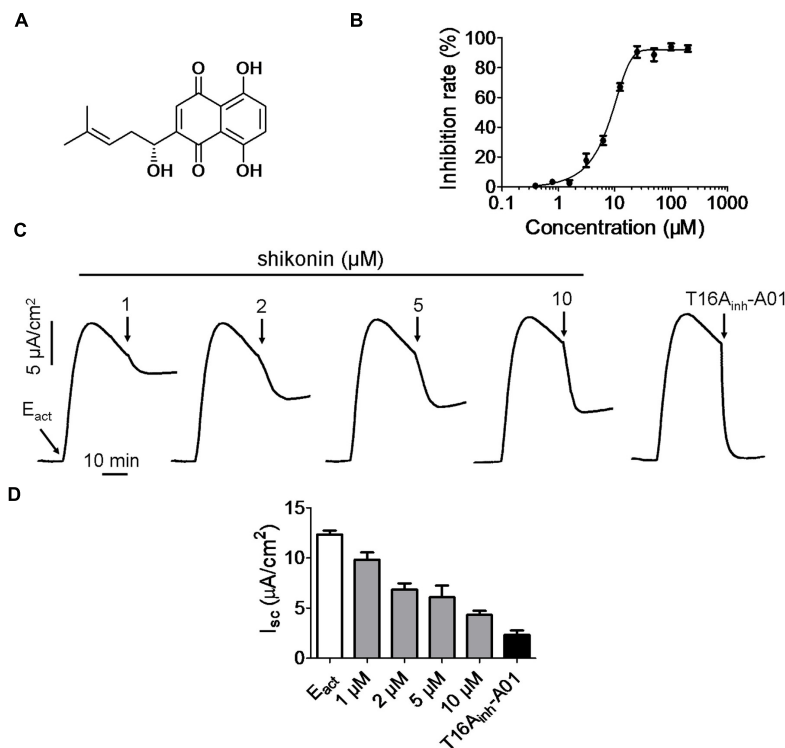 A
O OH
O OH
OH
B
Inhibition rate (%)
100
80
60
40
20
0
0.1 1 10 100 1000
Concentration (µM)
C
shikonin (µM)
1 2 5 10 T16Ainh-A01
5 µA/cm2
Eact
10 min
D
Isc (µA/cm2)
15
10
5
0
Eact 1 µM 2 µM 5 µM 10 µM T16Ainh-A01